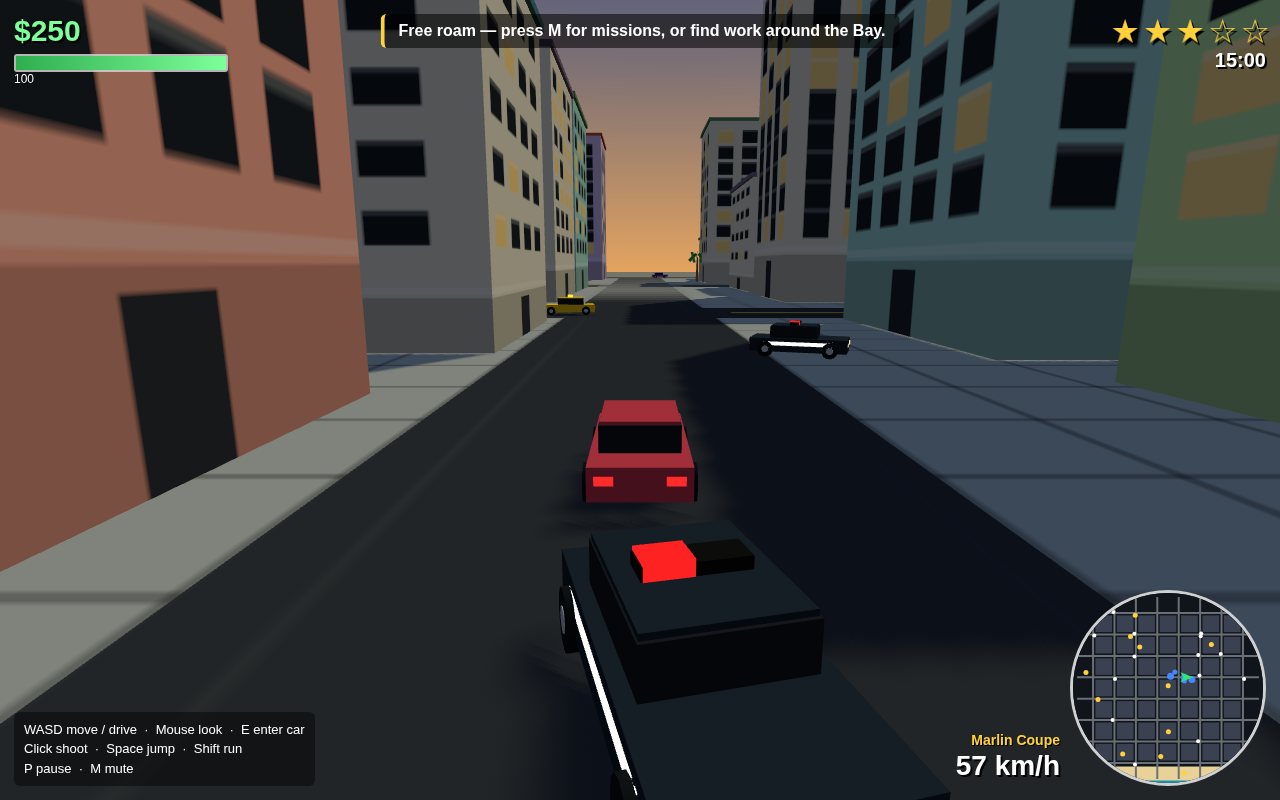 $250
100
Free roam — press M for missions, or find work around the Bay.
15:00
WASD move / drive · Mouse look · E enter car
Click shoot · Space jump · Shift run
P pause · M mute
Marlin Coupe
57 km/h